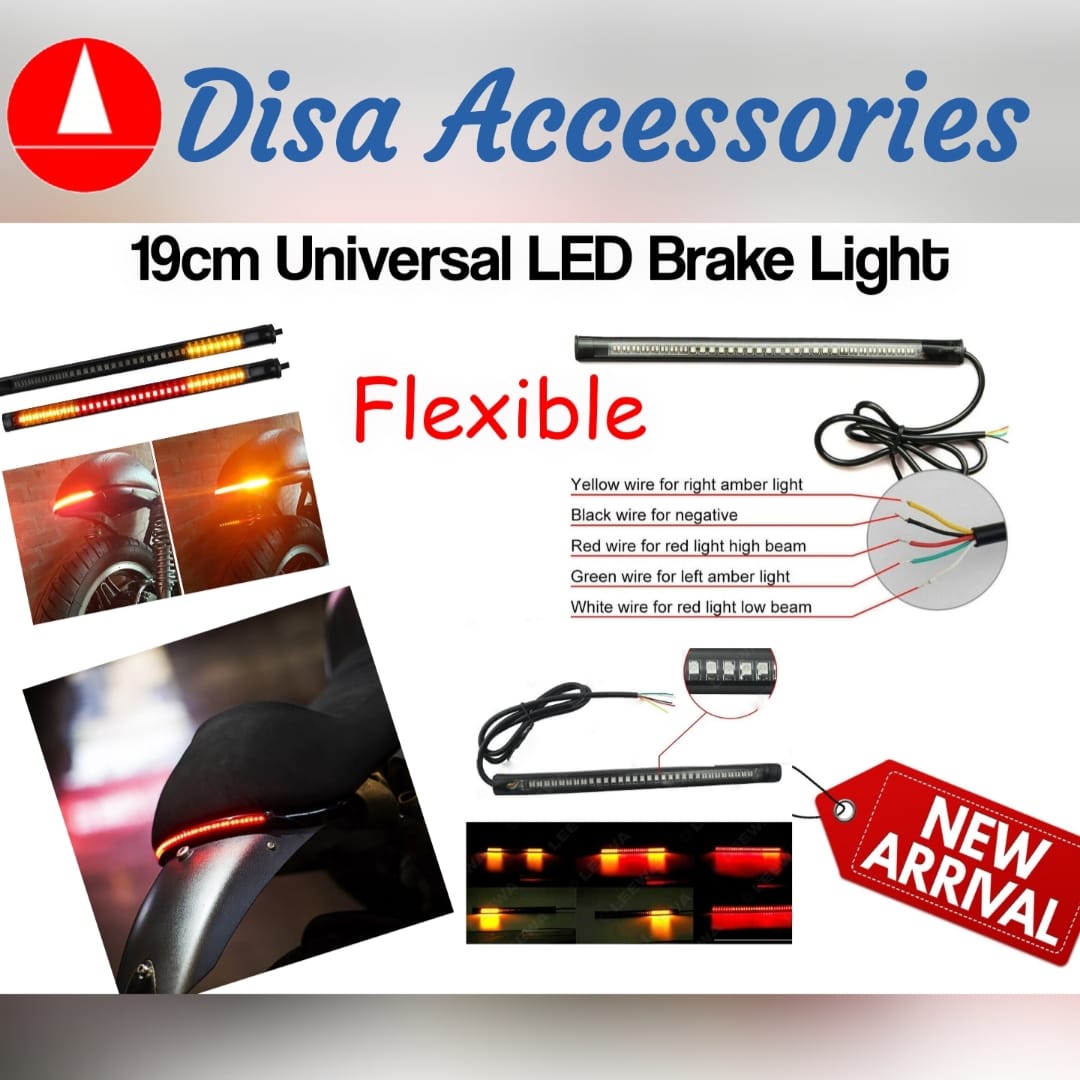 Disa Accessories
19cm Universal LED Brake Light
Flexible
Yellow wire for right amber light
Black wire for negative
Red wire for red light high beam
Green wire for left amber light
White wire for red light low beam
NEW
ARRIVAL